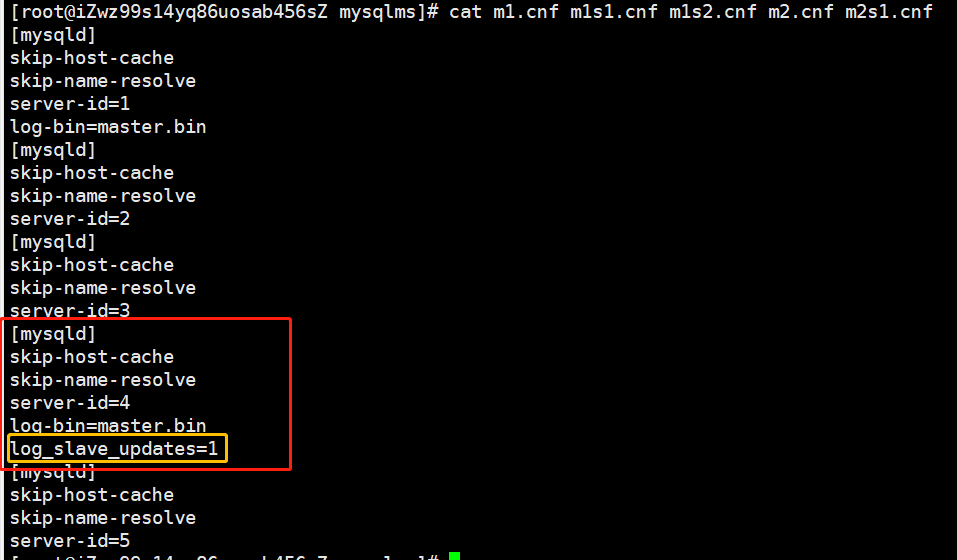 [root@iZwz99s14yq86uosab456sZ mysqlms]# cat m1.cnf m1s1.cnf m1s2.cnf m2.cnf m2s1.cnf
[mysqld]
skip-host-cache
skip-name-resolve
server-id=1
log-bin=master.bin
[mysqld]
skip-host-cache
skip-name-resolve
server-id=2
[mysqld]
skip-host-cache
skip-name-resolve
server-id=3
[mysqld]
skip-host-cache
skip-name-resolve
server-id=4
log-bin=master.bin
log_slave_updates=1
[mysqld]
skip-host-cache
skip-name-resolve
server-id=5
[root@iZwz99s14yq86uosab456sZ mysqlms]#